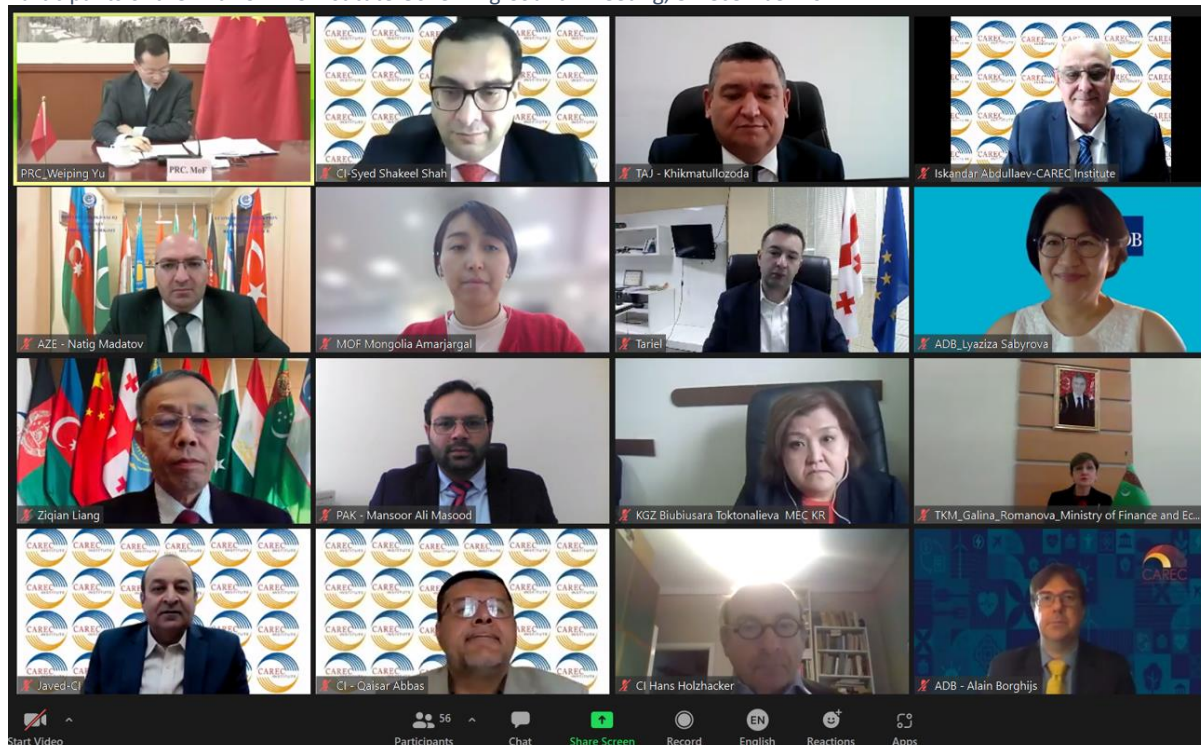 PRC, MoF
PRC_Weiping Yu
CI-Syed Shakeel Shah
TAJ - Khikmatullozoda
Iskandar Abdullaev-CAREC Institute
AZE - Natig Madatov
MOF Mongolia Amarjargal
Tariel
ADB_Lyaziza Sabyrova
Ziqian Liang
PAK - Mansoor Ali Masood
KGZ Biubiusara Toktonalieva MEC KR
TKM_Galina_Romanova_Ministry of Finance and Ec...
CAREC
Javed-CI
CI - Qaisar Abbas
CI Hans Holzhacker
ADB - Alain Borghijs
56
EN
Start Video
Participants
Chat
Share Screen
Record
English
Reactions
Apps